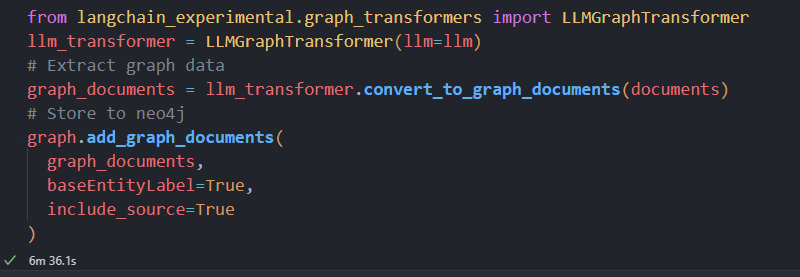 from langchain_experimental.graph_transformers import LLMGraphTransformer
llm_transformer = LLMGraphTransformer(llm=llm)
# Extract graph data
graph_documents = llm_transformer.convert_to_graph_documents(documents)
# Store to neo4j
graph.add_graph_documents(
  graph_documents,
  baseEntityLabel=True,
  include_source=True
)
6m 36.1s